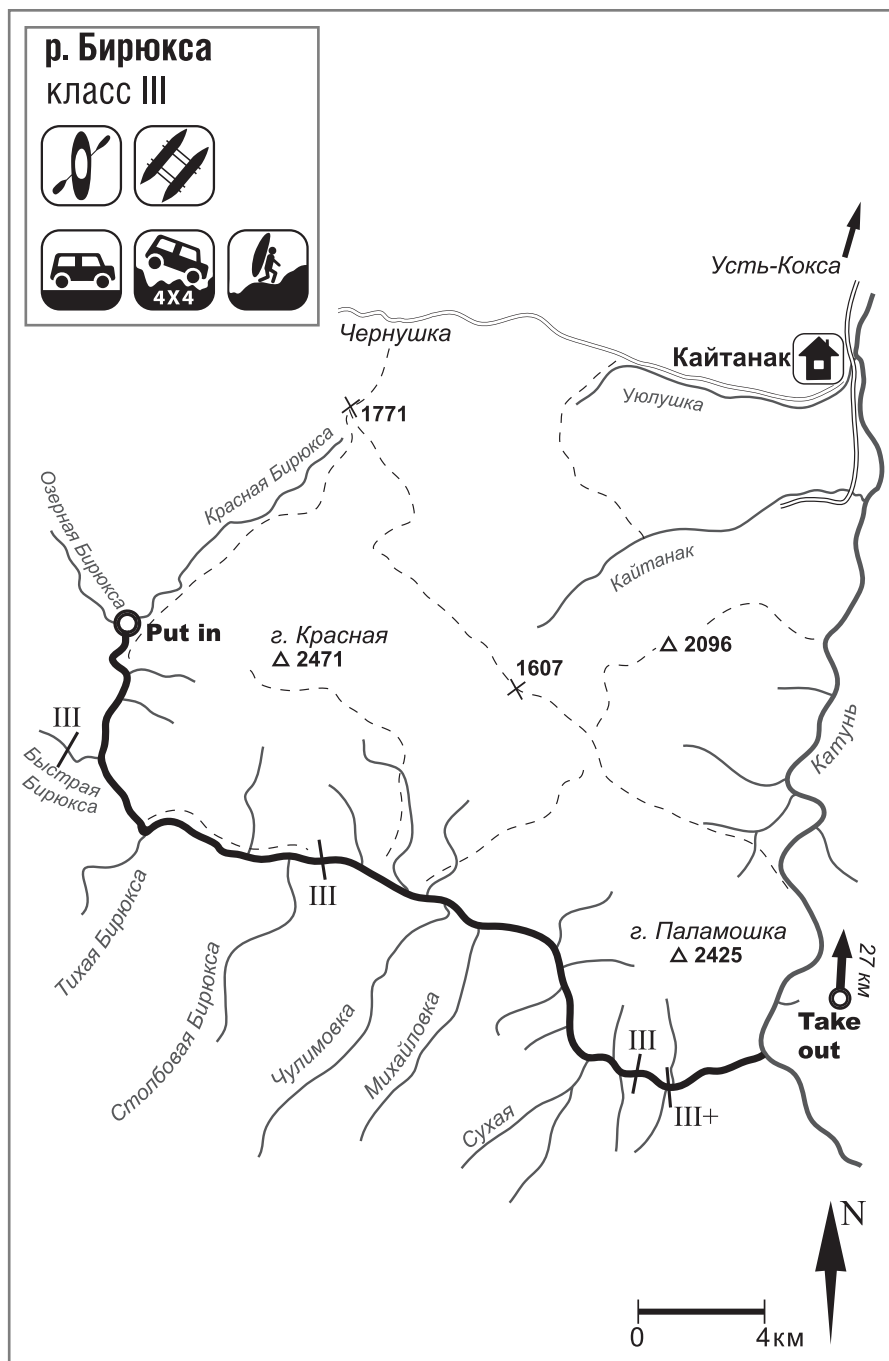 р. Бирюкса
класс III
4X4
Усть-Кокса
Чернушка
Кайтанак
Уюлушка
1771
Красная Бирюкса
Озерная Бирюкса
Кайтанак
Put in
г. Красная
△ 2471
△ 2096
1607
Катунь
III
Быстрая
Бирюкса
III
Тихая Бирюкса
Столбовая Бирюкса
Чулимовка
Михайловка
г. Паламошка
△ 2425
27 км
Take
out
III
Сухая
III+
N
0
4км